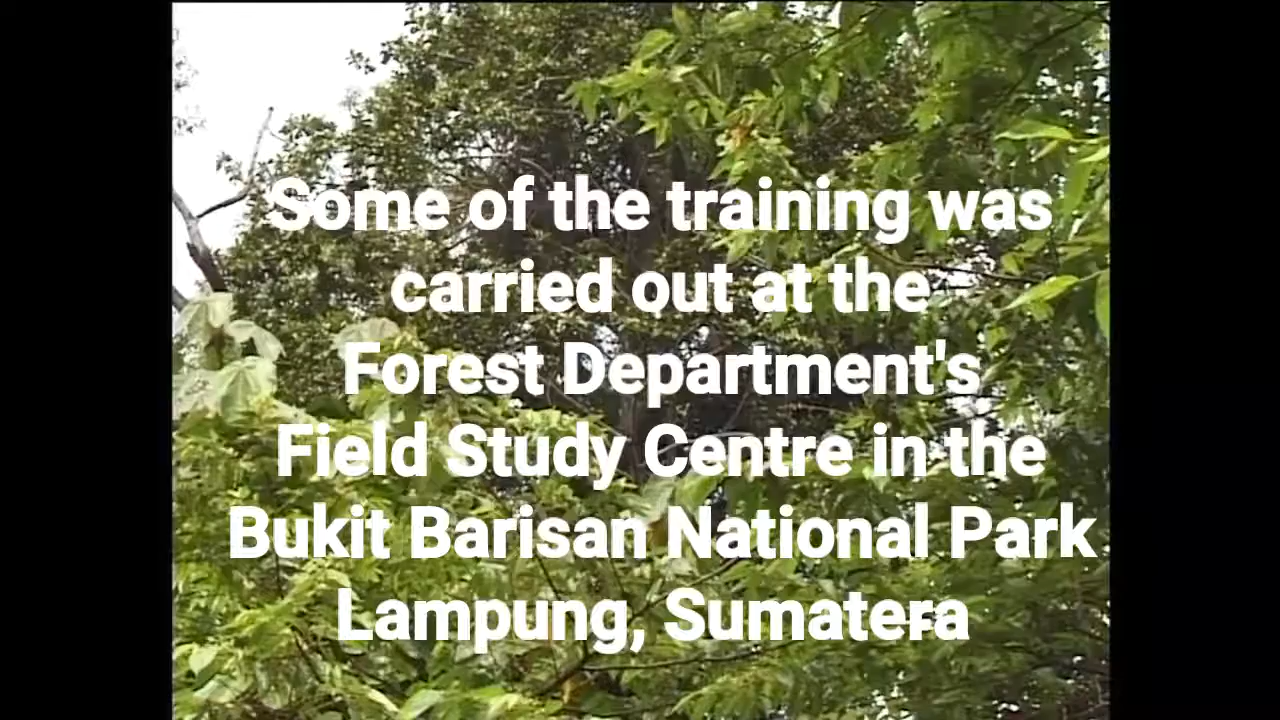 Some of the training was
carried out at the
Forest Department's
Field Study Centre in the
Bukit Barisan National Park
Lampung, Sumatera